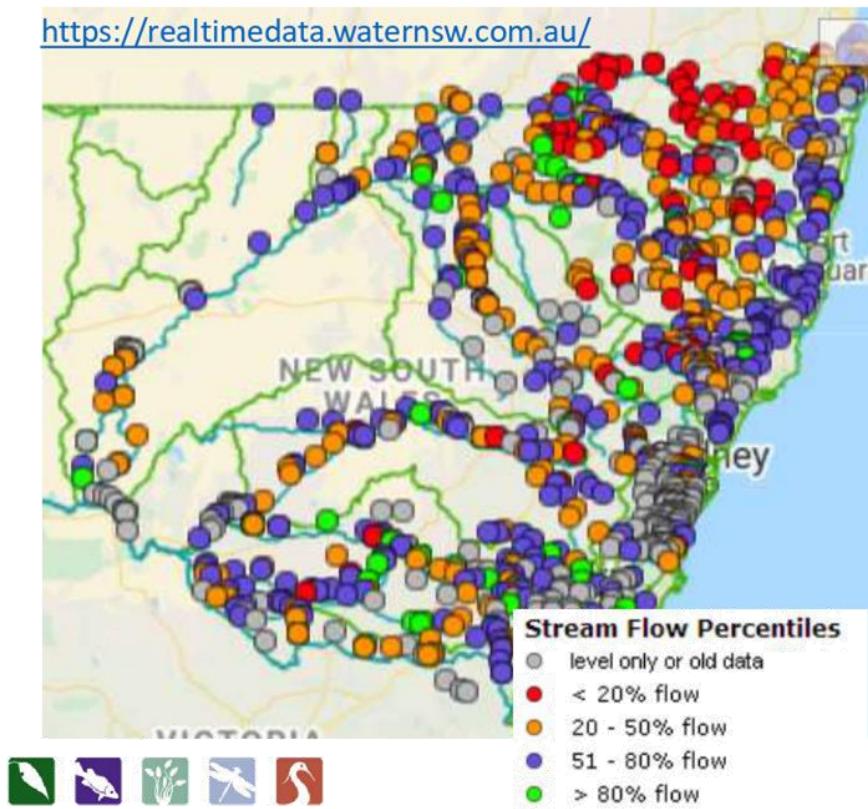 https://realtimedata.waternsw.com.au/
NEW SOUTH
WALES
Stream Flow Percentiles
level only or old data
< 20% flow
20 - 50% flow
51 - 80% flow
> 80% flow
VICTORIA